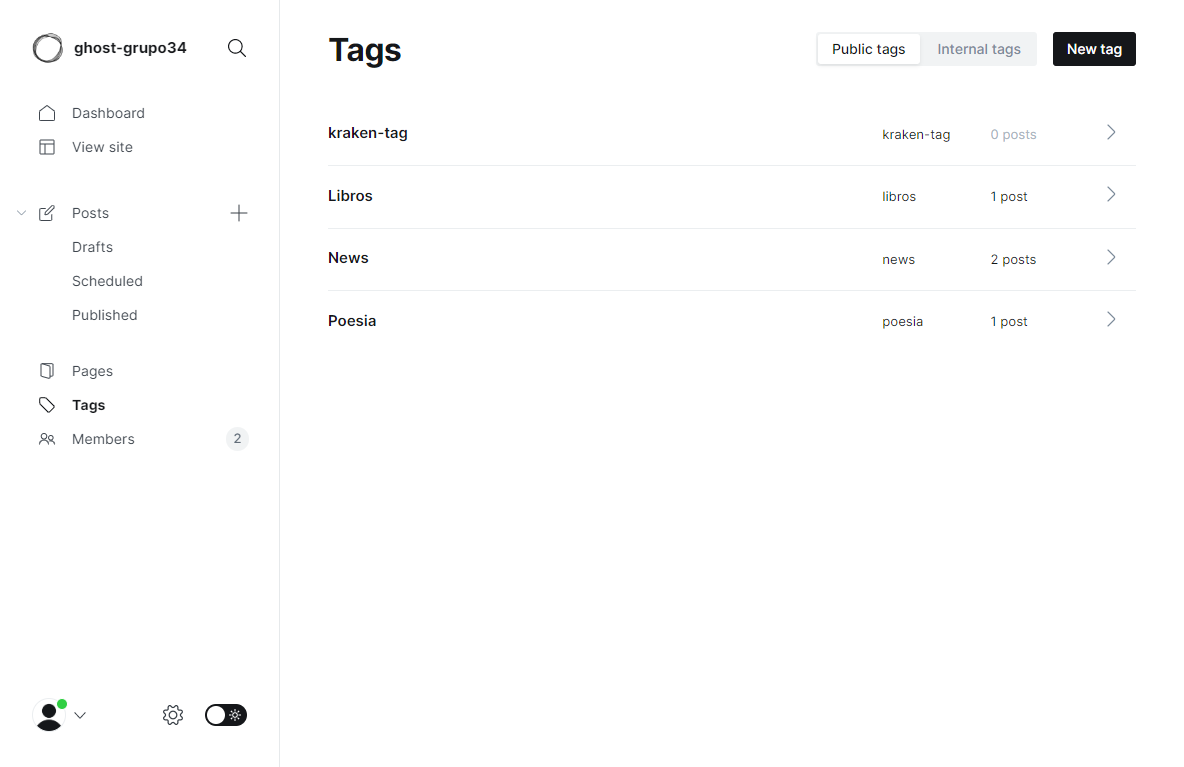 ghost-grupo34
Dashboard
View site
Posts
Drafts
Scheduled
Published
Pages
Tags
Members 2
Tags
Public tags Internal tags New tag
kraken-tag kraken-tag 0 posts
Libros libros 1 post
News news 2 posts
Poesia poesia 1 post